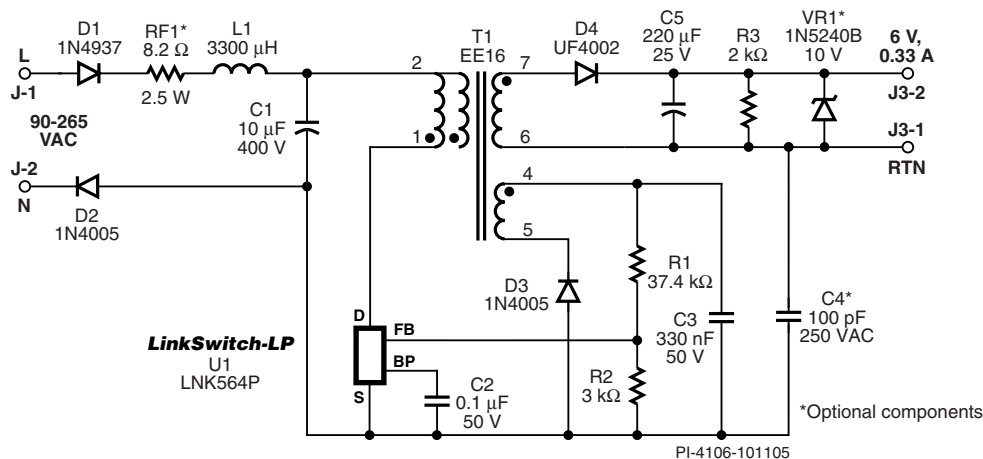 D1
1N4937
RF1*
8.2 Ω
2.5 W
L1
3300 µH
L
J-1
90-265
VAC
J-2
N
D2
1N4005
C1
10 µF
400 V
T1
EE16
2
1
7
6
4
5
D4
UF4002
C5
220 µF
25 V
R3
2 kΩ
VR1*
1N5240B
10 V
6 V,
0.33 A
J3-2
J3-1
RTN
D3
1N4005
R1
37.4 kΩ
C3
330 nF
50 V
C4*
100 pF
250 VAC
LinkSwitch-LP
U1
LNK564P
D
FB
BP
S
C2
0.1 µF
50 V
R2
3 kΩ
*Optional components
PI-4106-101105